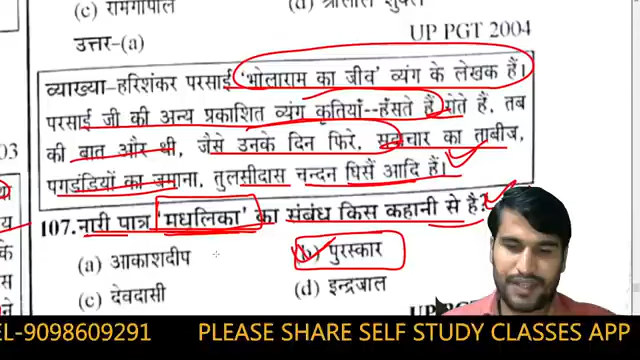 (c) रामगोपाल (d) श्रीलाल शुक्ल
उत्तर-(a) UP PGT 2004
व्याख्या-हरिशंकर परसाई 'भोलाराम का जीव' व्यंग के लेखक हैं।
परसाई जी की अन्य प्रकाशित व्यंग कृतियाँ--हँसते हैं रोते हैं, तब
की बात और थी, जैसे उनके दिन फिरे, सदाचार का ताबीज,
पगडंडियों का जमाना, तुलसीदास चन्दन घिसैं आदि हैं।
03
107. नारी पात्र 'मधलिका' का संबंध किस कहानी से है?
(a) आकाशदीप (b) पुरस्कार
(c) देवदासी (d) इन्द्रजाल
EL-9098609291 PLEASE SHARE SELF STUDY CLASSES APP